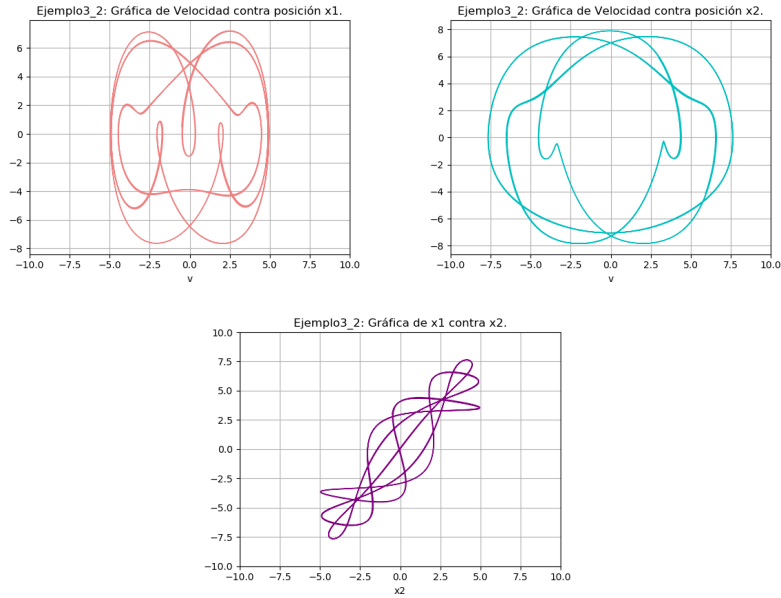 Ejemplo3_2: Gráfica de Velocidad contra posición x1.
6
4
2
0
−2
−4
−6
−8
−10.0 −7.5 −5.0 −2.5 0.0 2.5 5.0 7.5 10.0
v
Ejemplo3_2: Gráfica de Velocidad contra posición x2.
8
6
4
2
0
−2
−4
−6
−8
−10.0 −7.5 −5.0 −2.5 0.0 2.5 5.0 7.5 10.0
v
Ejemplo3_2: Gráfica de x1 contra x2.
10.0
7.5
5.0
2.5
0.0
−2.5
−5.0
−7.5
−10.0
−10.0 −7.5 −5.0 −2.5 0.0 2.5 5.0 7.5 10.0
x2